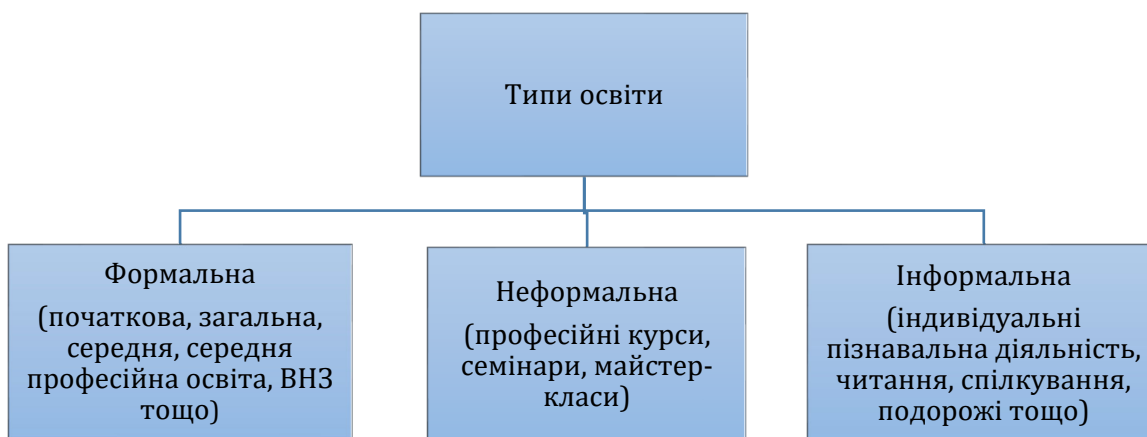 Типи освіти
Формальна
(початкова, загальна,
середня, середня
професійна освіта, ВНЗ
тощо)
Неформальна
(професійні курси,
семінари, майстер-
класи)
Інформальна
(індивідуальні
пізнавальна діяльність,
читання, спілкування,
подорожі тощо)